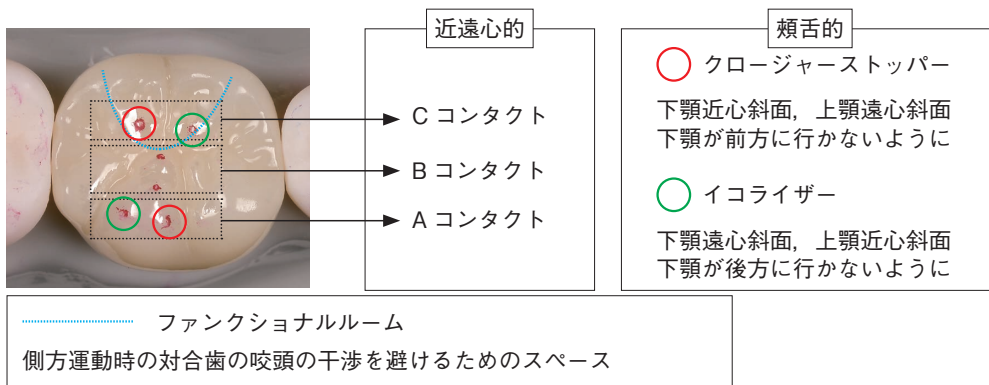 近遠心的
C コンタクト
B コンタクト
A コンタクト
頰舌的
クロージャーストッパー
下顎近心斜面，上顎遠心斜面
下顎が前方に行かないように
イコライザー
下顎遠心斜面，上顎近心斜面
下顎が後方に行かないように
ファンクショナルルーム
側方運動時の対合歯の咬頭の干渉を避けるためのスペース